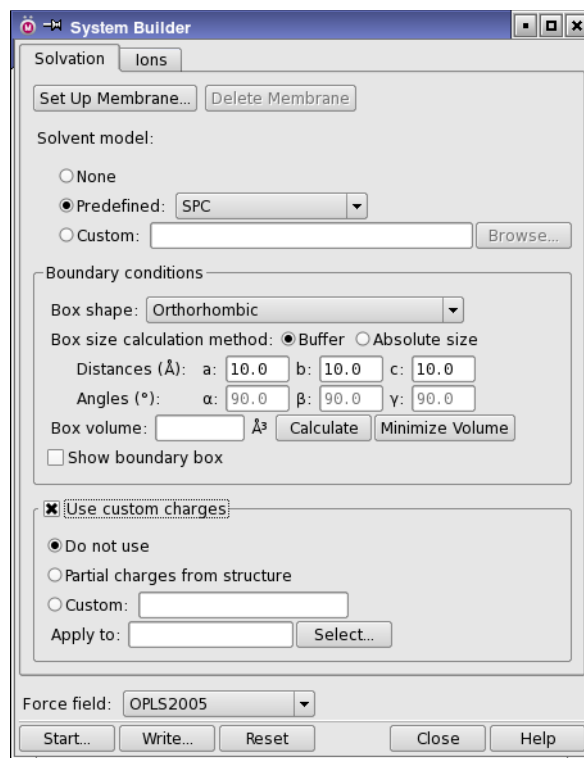 System Builder
Solvation Ions
Set Up Membrane... Delete Membrane
Solvent model:
None
Predefined: SPC
Custom: Browse...
Boundary conditions
Box shape: Orthorhombic
Box size calculation method: Buffer Absolute size
Distances (Å): a: 10.0 b: 10.0 c: 10.0
Angles (°): α: 90.0 β: 90.0 γ: 90.0
Box volume: Å³ Calculate Minimize Volume
Show boundary box
Use custom charges
Do not use
Partial charges from structure
Custom:
Apply to: Select...
Force field: OPLS2005
Start... Write... Reset Close Help